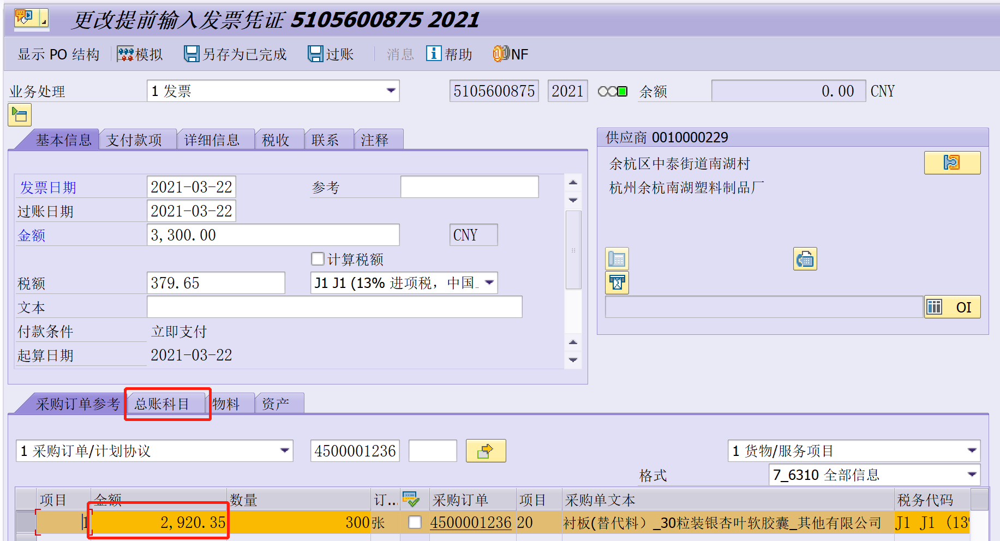 更改提前输入发票凭证 5105600875 2021
显示 PO 结构 模拟 另存为已完成 过账 消息 帮助 NF
业务处理 1 发票 5105600875 2021 余额 0.00 CNY
基本信息 支付款项 详细信息 税收 联系 注释
供应商 0010000229
余杭区中泰街道南湖村
杭州余杭南湖塑料制品厂
发票日期 2021-03-22 参考
过账日期 2021-03-22
金额 3,300.00 CNY
计算税额
税额 379.65 J1 J1 (13% 进项税，中国..
文本
OI
付款条件 立即支付
起算日期 2021-03-22
采购订单参考 总账科目 物料 资产
1 采购订单/计划协议 4500001236 1 货物/服务项目
格式 7_6310 全部信息
项目 金额 数量 订.. 采购订单 项目 采购单文本 税务代码
1 2,920.35 300 张 4500001236 20 衬板(替代料）_30粒装银杏叶软胶囊_其他有限公司 J1 J1 (13%